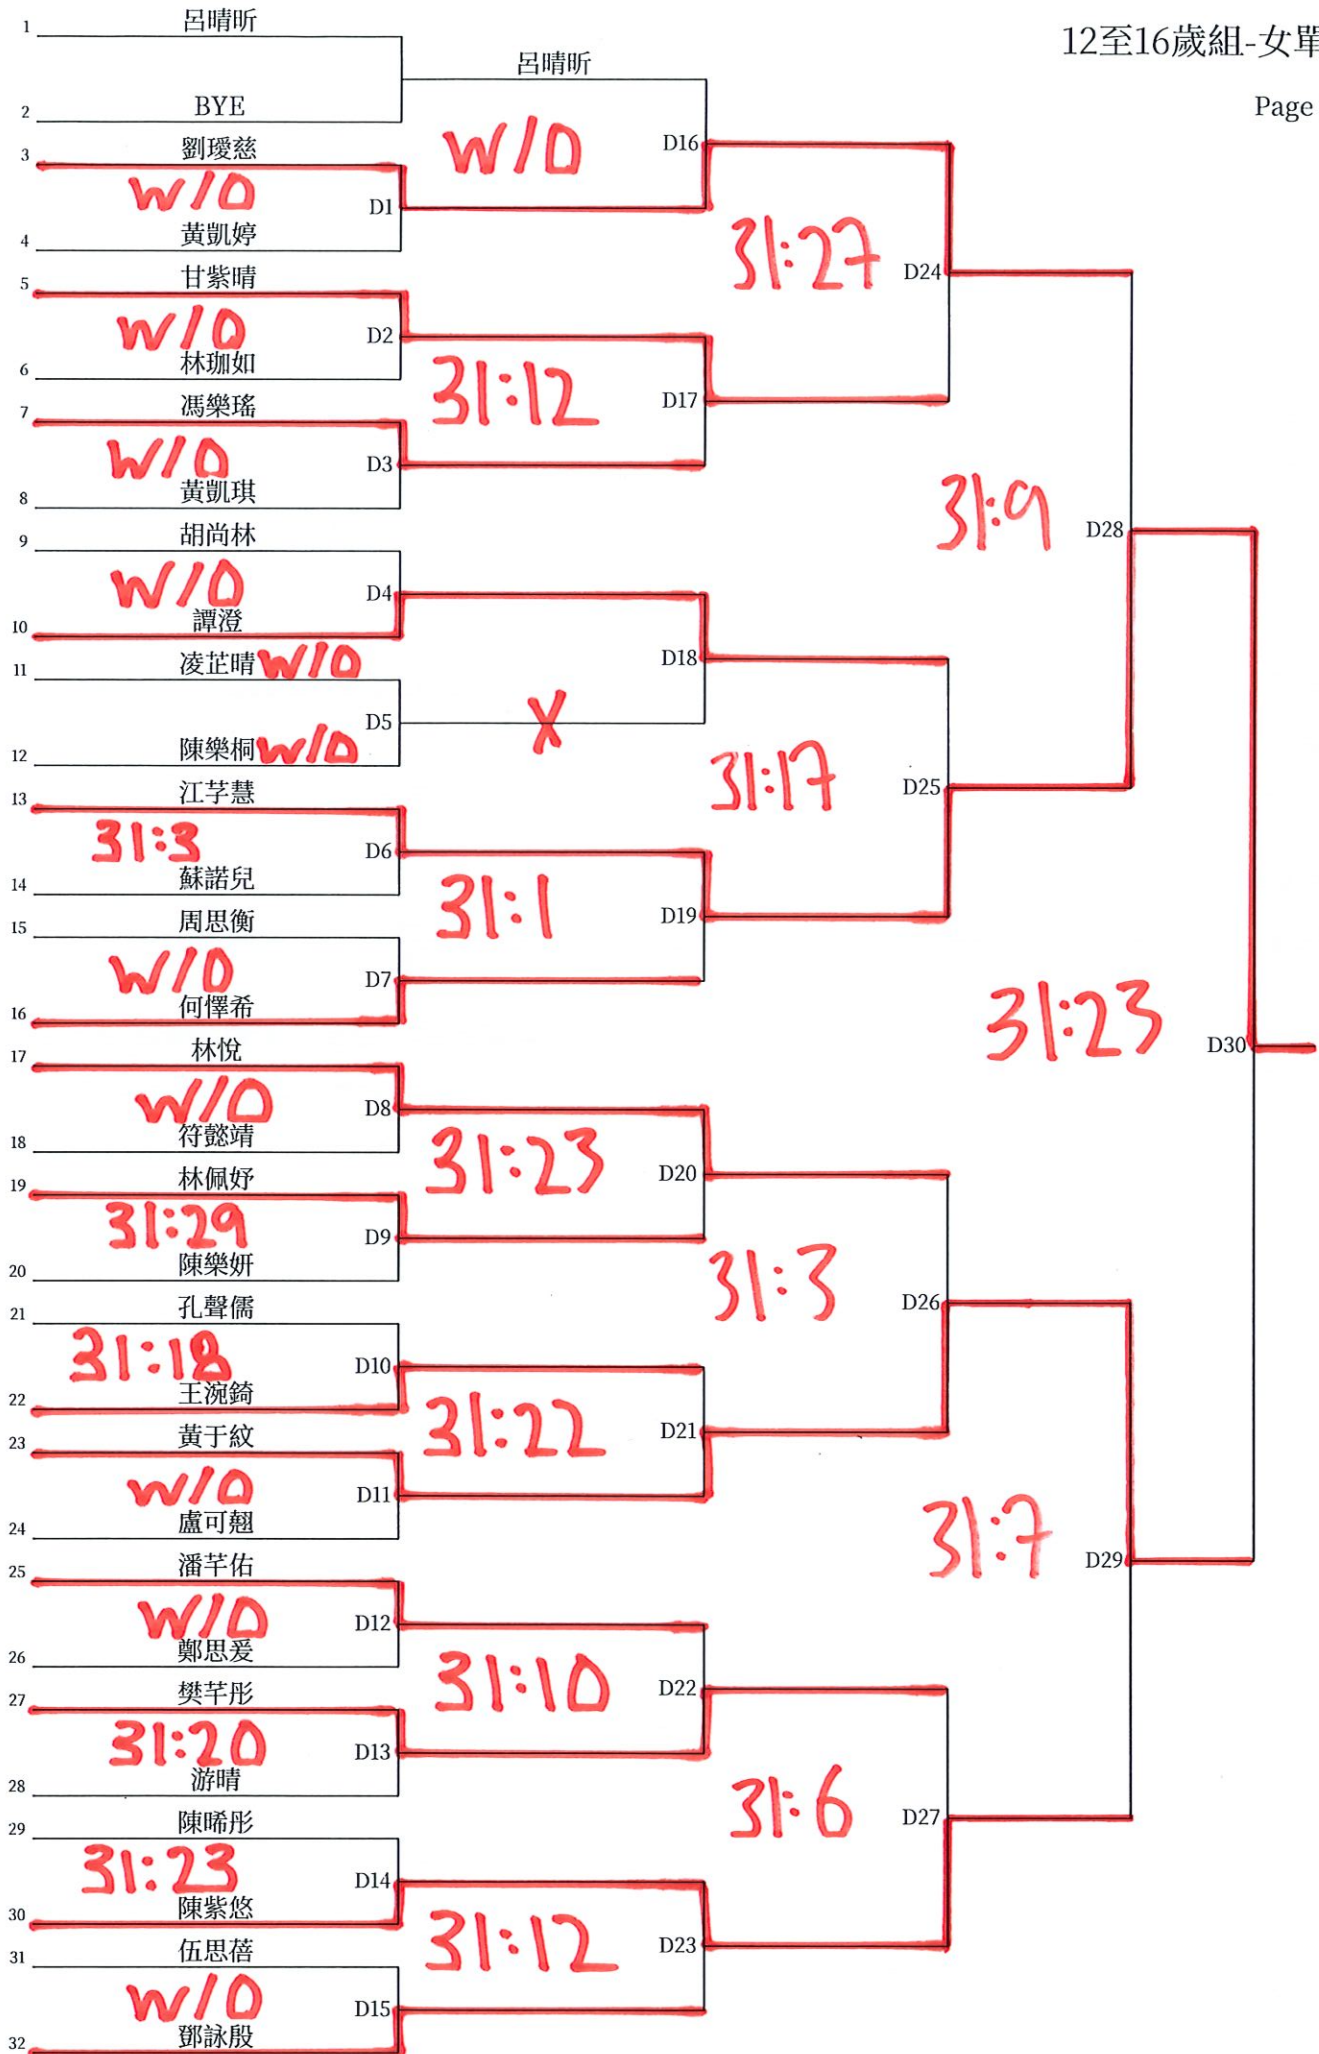 12至16歲組-女單
Page
1 呂晴昕
呂晴昕
2 BYE
W/O D16
3 劉璦慈
W/O D1
4 黃凱婷
31:27 D24
5 甘紫晴
W/O D2
6 林珈如
31:12 D17
7 馮樂瑤
W/O D3
8 黃凱琪
31:9 D28
9 胡尚林
W/O D4
10 譚澄
11 凌芷晴 W/O D18
D5 X
12 陳樂桐 W/O
31:17 D25
13 江芓慧
31:3 D6
14 蘇諾兒
31:1 D19
15 周思衡
W/O D7
16 何懌希
31:23 D30
17 林悅
W/O D8
18 符懿靖
31:23 D20
19 林佩妤
31:29 D9
20 陳樂妍
31:3 D26
21 孔聲儒
31:18 D10
22 王涴錡
31:22 D21
23 黃于紋
W/O D11
24 盧可翹
31:7 D29
25 潘芊佑
W/O D12
26 鄭思爰
31:10 D22
27 樊芊彤
31:20 D13
28 游晴
31:6 D27
29 陳晞彤
31:23 D14
30 陳紫悠
31:12 D23
31 伍思蓓
W/O D15
32 鄧詠殷